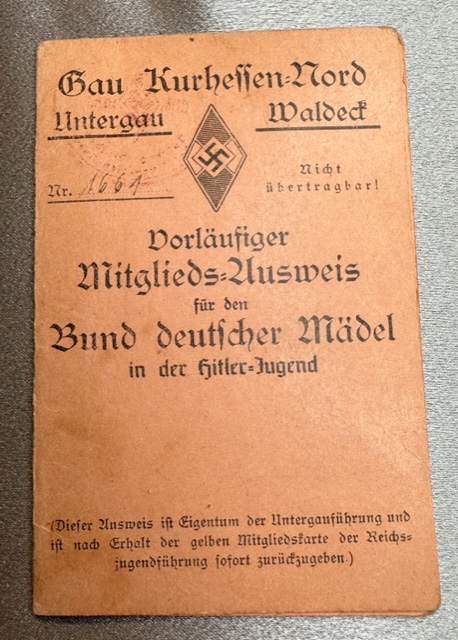 Gau Kurhessen-Nord
Untergau Waldeck
Nr. 1661 Nicht
übertragbar!
Vorläufiger
Mitglieds-Ausweis
für den
Bund deutscher Mädel
in der Hitler-Jugend
(Dieser Ausweis ist Eigentum der Untergauführung und
ist nach Erhalt der gelben Mitgliedskarte der Reichs-
jugendführung sofort zurückzugeben.)